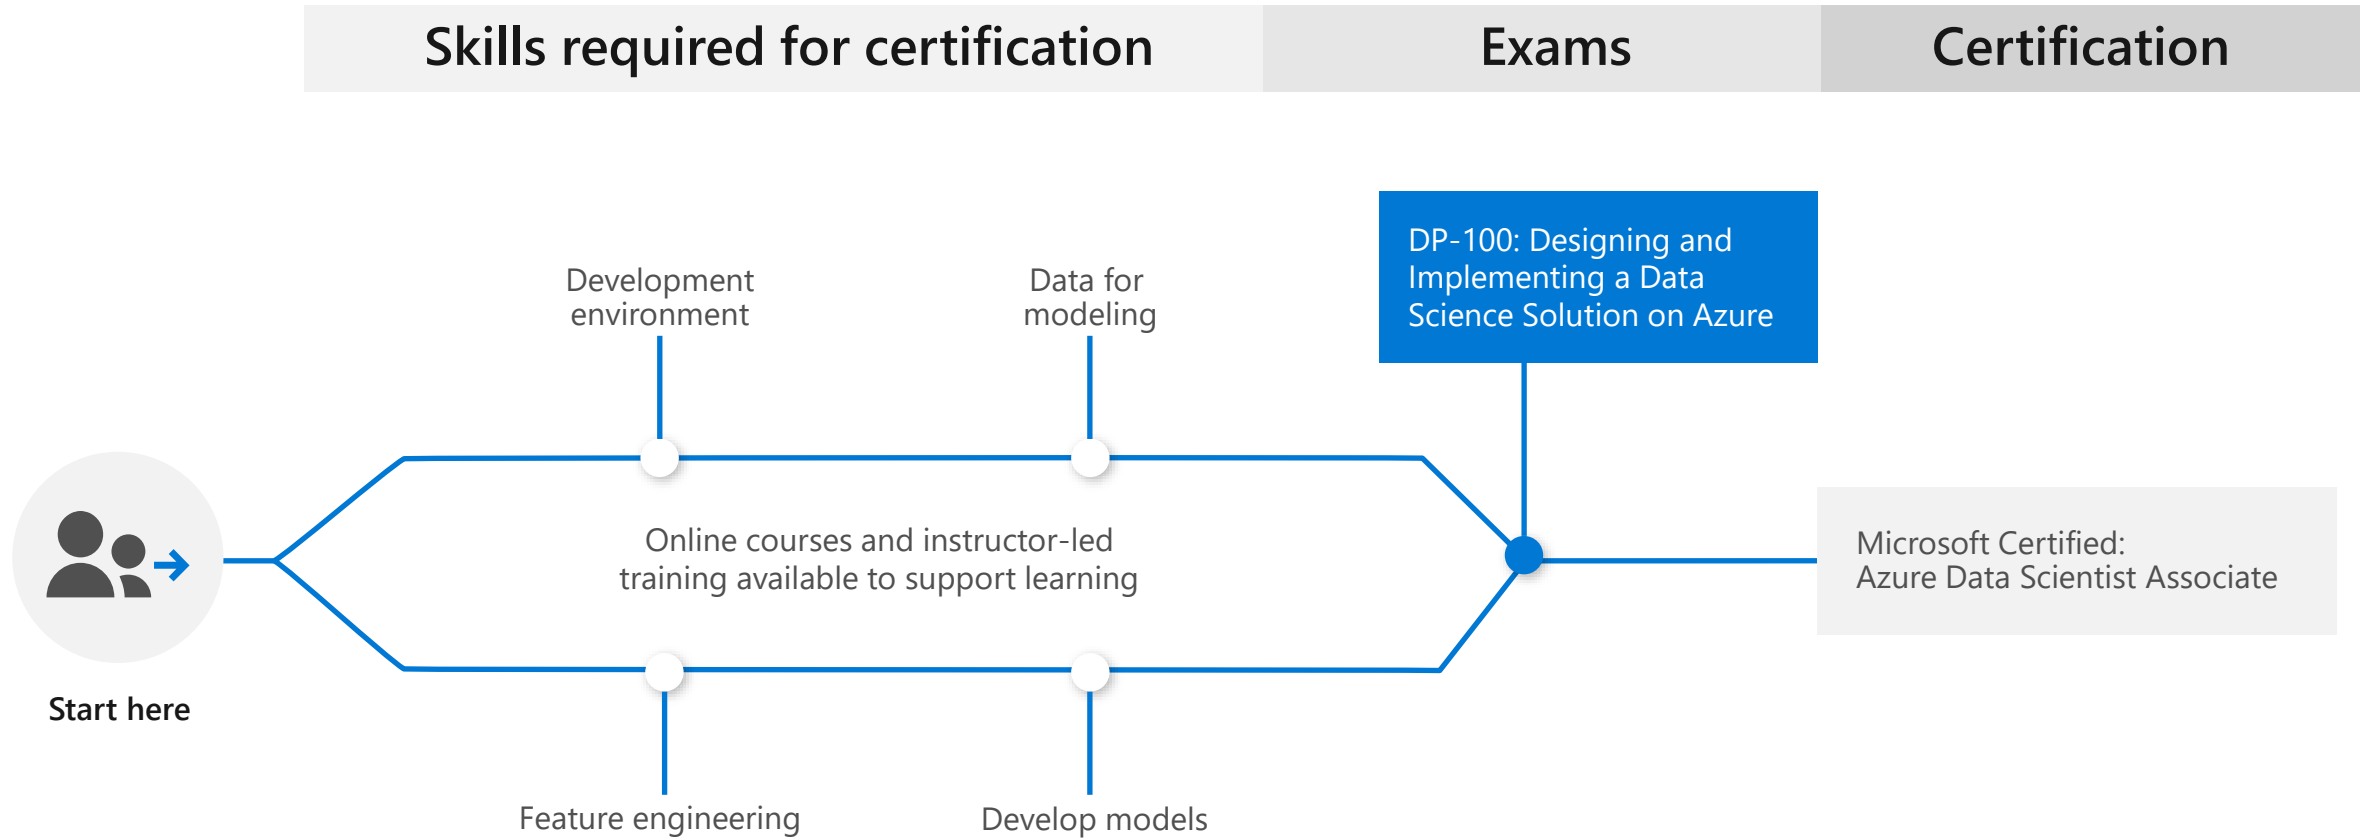 Skills required for certification
Exams
Certification
DP-100: Designing and
Implementing a Data
Science Solution on Azure
Development
environment
Data for
modeling
Online courses and instructor-led
training available to support learning
Microsoft Certified:
Azure Data Scientist Associate
Start here
Feature engineering
Develop models